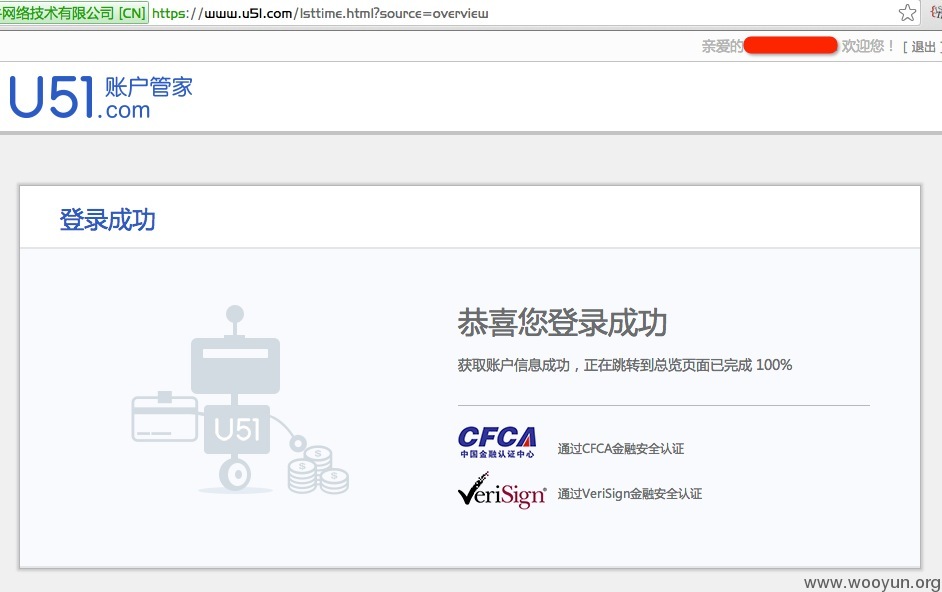 网络技术有限公司 [CN] https://www.u51.com/lsttime.html?source=overview
亲爱的 欢迎您！ [ 退出 ]
U51.com 账户管家
登录成功
恭喜您登录成功
获取账户信息成功，正在跳转到总览页面已完成 100%
U51
$
$
$
CFCA
中国金融认证中心
通过CFCA金融安全认证
VeriSign
通过VeriSign金融安全认证
www.wooyun.org